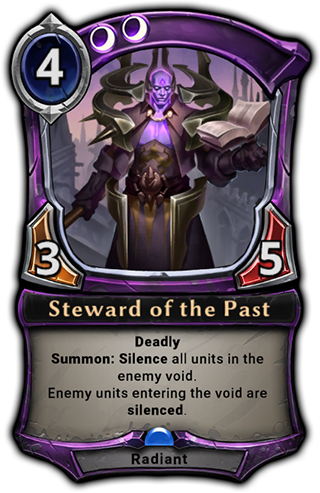 4
3
5
Steward of the Past
Deadly
Summon: Silence all units in the
enemy void.
Enemy units entering the void are
silenced.
Radiant